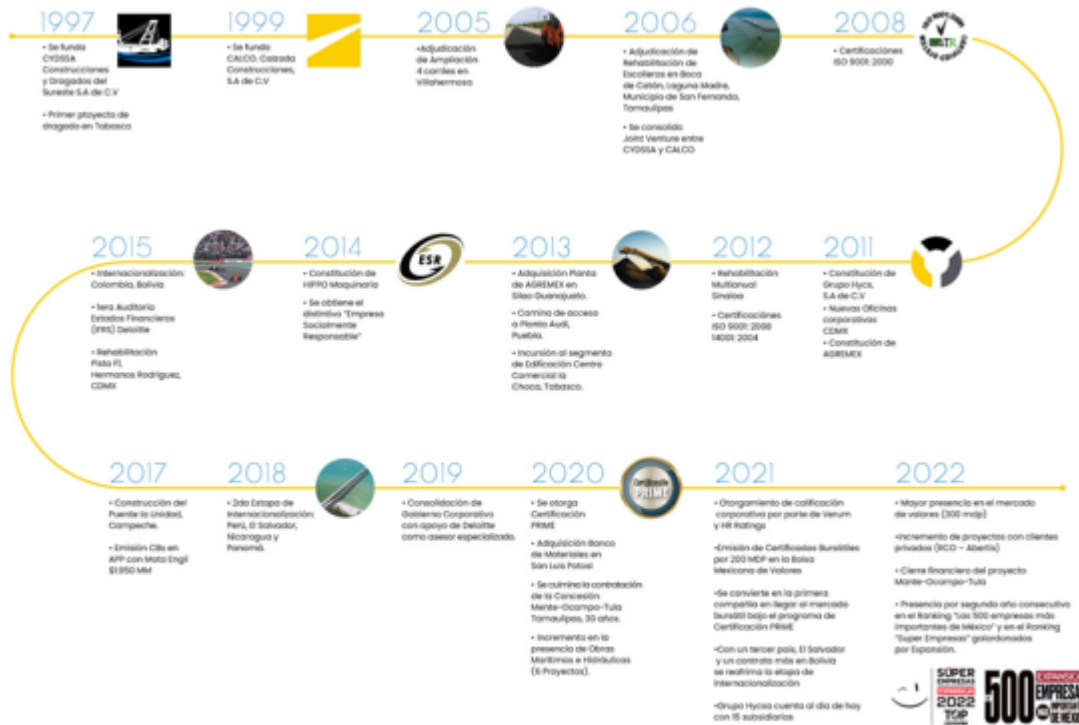 1997
• Se funda
CYDSSA
Construcciones
y Dragados del
Sureste S.A de C.V
• Primer ptoyecto de
dragado en Tabasco
1999
• Se funda
CALCO. Calzada
Construcciones,
S.A de C.V
2005
•Adjudicación
de Ampliación
4 carriles en
Villahermosa
2006
• Adjudicación de
Rehabilitación de
Escolleras en Boca
de Catán, Laguna Madre,
Municipio de San Fernando,
Tamaulipas
• Se consolida
Joint Venture entre
CYDSSA y CALCO
2008
• Certificaciónes
ISO 9001: 2000
2011
• Constitución de
Grupo Hyca,
S.A de C.V
• Nuevas Oficinas
corporativas
CDMX
• Constitución de
AGREMEX
2012
• Rehabilitación
Multianual
Sinaloa
• Certificaciónes
ISO 9001: 2008
14001: 2004
2013
• Adquisición Planta
de AGREMEX en
Silao Guanajuato.
• Camino de acceso
a Planta Audi,
Puebla.
• Incursión al segmento
de Edificación Centro
Comercial la
Choca, Tabasco.
ESR
2014
• Constitución de
HIPPO Maquinaria
• Se obtiene el
distintivo "Empresa
Socialmente
Responsable"
2015
• Internacionalización:
Colombia, Bolivia
• 1era Auditoria
Estados Financieros
(IFRS) Deloitte
• Rehabilitación
Pista F1,
Hermanos Rodríguez,
CDMX
2017
• Construcción del
Puente la Unidad,
Campeche.
• Emisión CBs en
APP con Mota Engil
$1.950 MM
2018
• 2da Estapa de
Internacionalización:
Perú, El Salvador,
Nicaragua y
Panamá.
2019
• Consolidación de
Gobierno Corporativo
con apoyo de Deloitte
como asesor especializado.
2020
• Se otorga
Certificación
PRIME
• Adquisición Banco
de Materiales en
San Luis Potosí
• Se culmina la contratación
de la Concesión
Mente-Ocampo-Tula
Tamaulipas, 30 años.
• Incremento en la
presencia de Obras
Marítimas e Hidráulicas
(6 Proyectos).
Certificación
PRIME
2021
• Otorgamiento de calificación
corporativa por parte de Verum
y HR Ratings
•Emisión de Certificados Bursátiles
por 200 MDP en la Bolsa
Mexicana de Valores
•Se convierte en la primera
compañía en llegar al mercado
bursátil bajo el programa de
Certificación PRIME
•Con un tercer país, El Salvador
y un contrato más en Bolivia
se reafirma la etapa de
internacionalización
•Grupo Hycsa cuenta al día de hoy
con 15 subsidiarias
2022
• Mayor presencia en el mercado
de valores (300 mdp)
•Incremento de proyectos con clientes
privados (RCO – Abertis)
• Cierre financiero del proyecto
Mante-Ocampo-Tula
• Presencia por segundo año consecutivo
en el Ranking "Las 500 empresas más
importantes de México" y en el Ranking
"Super Empresas" galardonados
por Expansión.
SÚPER
EMPRESAS
EXPANSIÓN
2022
TOP
500
EXPANSIÓN
EMPRESAS
IMPORTANTES
DE MÉXICO